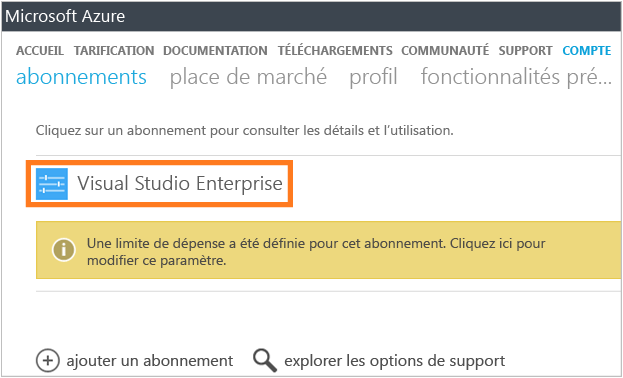 Microsoft Azure
ACCUEIL TARIFICATION DOCUMENTATION TÉLÉCHARGEMENTS COMMUNAUTÉ SUPPORT COMPTE
abonnements place de marché profil fonctionnalités pré...
Cliquez sur un abonnement pour consulter les détails et l'utilisation.
Visual Studio Enterprise
Une limite de dépense a été définie pour cet abonnement. Cliquez ici pour
modifier ce paramètre.
ajouter un abonnement explorer les options de support